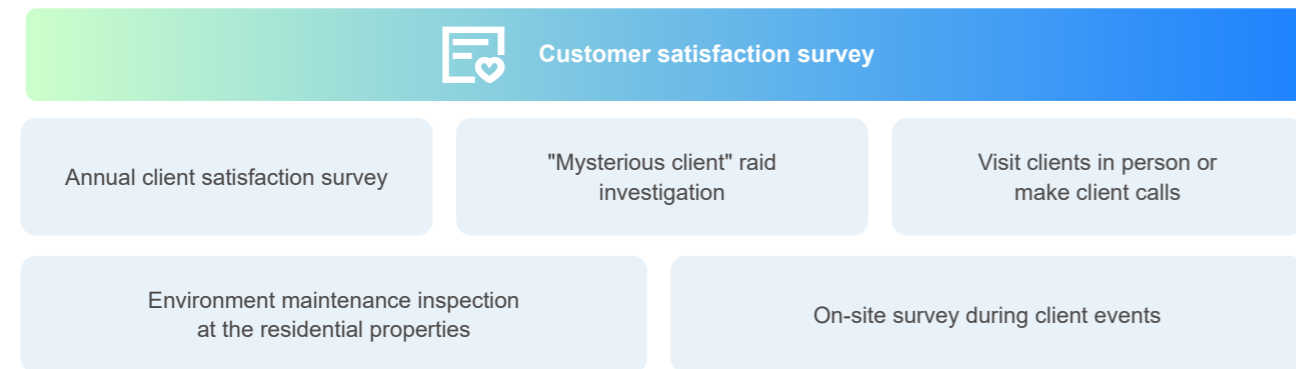 Customer satisfaction survey
Annual client satisfaction survey
"Mysterious client" raid
investigation
Visit clients in person or
make client calls
Environment maintenance inspection
at the residential properties
On-site survey during client events